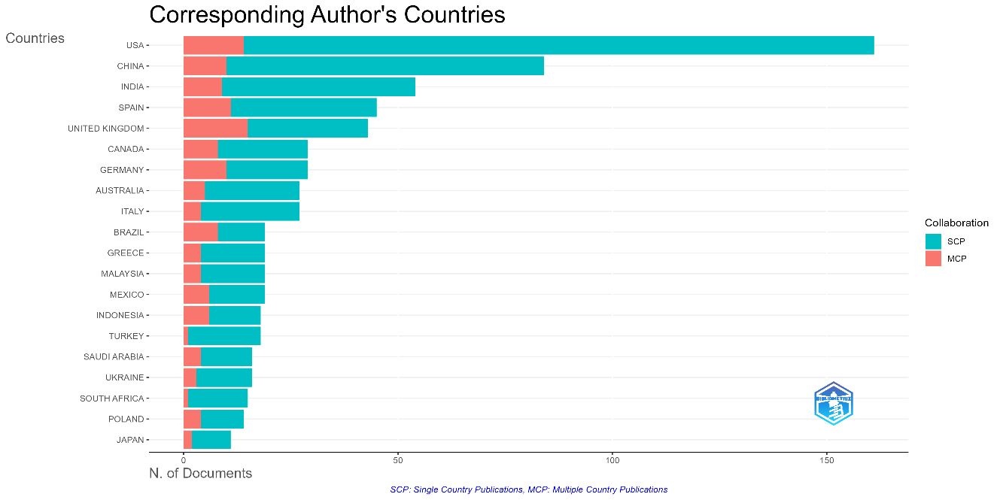 Corresponding Author's Countries
Countries
USA
CHINA
INDIA
SPAIN
UNITED KINGDOM
CANADA
GERMANY
AUSTRALIA
ITALY
BRAZIL
GREECE
MALAYSIA
MEXICO
INDONESIA
TURKEY
SAUDI ARABIA
UKRAINE
SOUTH AFRICA
POLAND
JAPAN
Collaboration
SCP
MCP
BIBLIOMETRIX
0 50 100 150
N. of Documents
SCP: Single Country Publications, MCP: Multiple Country Publications